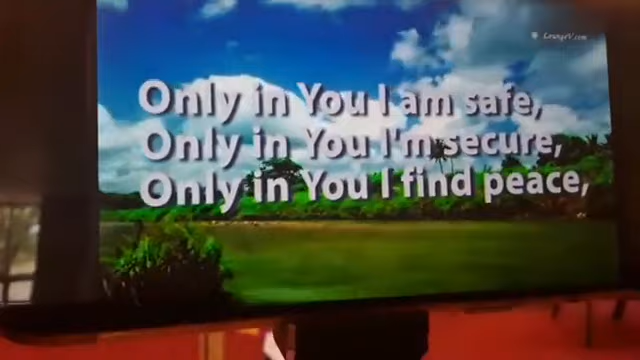 Only in You I am safe,
Only in You I'm secure,
Only in You I find peace,